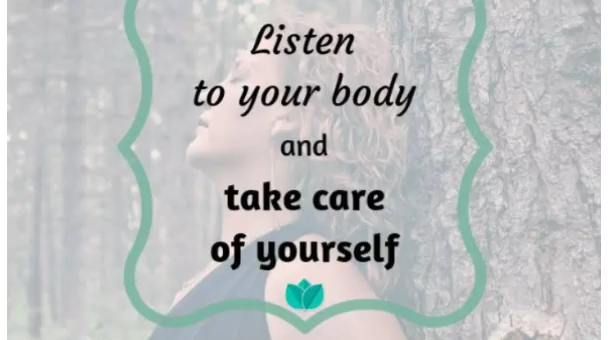 Listen
to your body
and
take care
of yourself